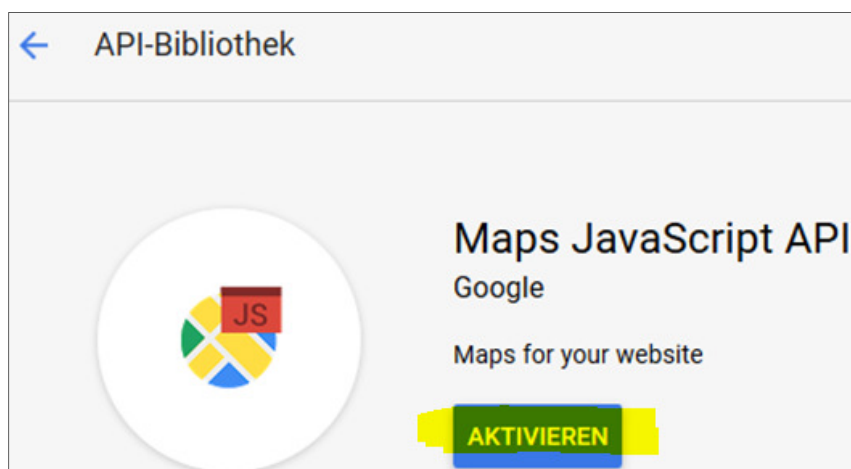 API-Bibliothek
JS
Maps JavaScript API
Google
Maps for your website
AKTIVIEREN